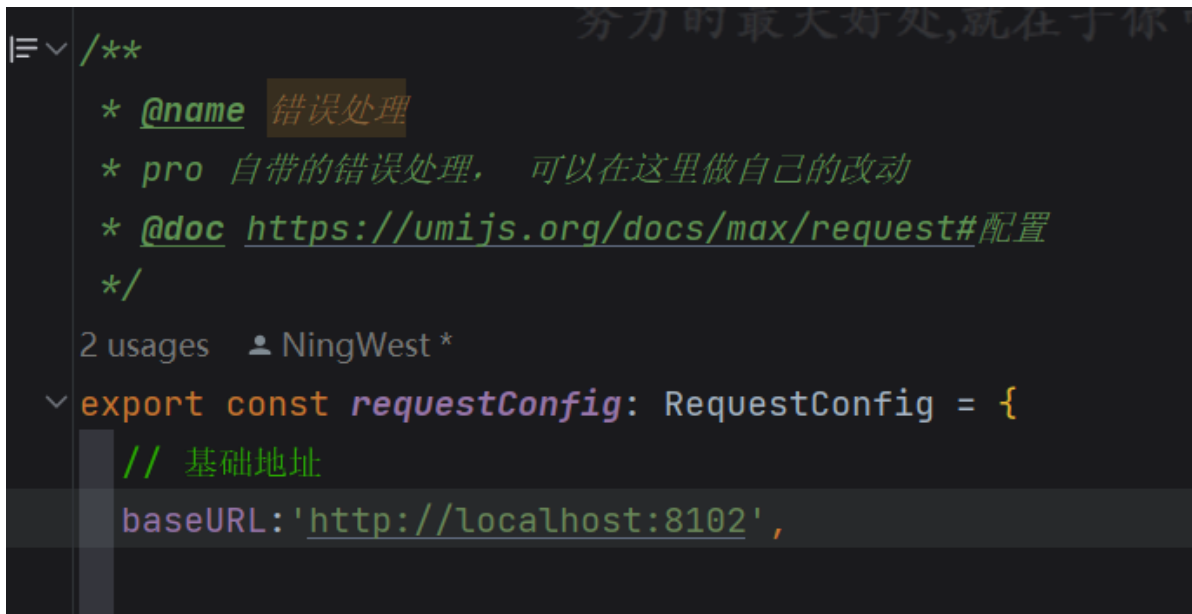 努力的最大好处,就在于你
/**
* @name 错误处理
* pro 自带的错误处理， 可以在这里做自己的改动
* @doc https://umijs.org/docs/max/request#配置
*/
2 usages NingWest *
export const requestConfig: RequestConfig = {
// 基础地址
baseURL:'http://localhost:8102',